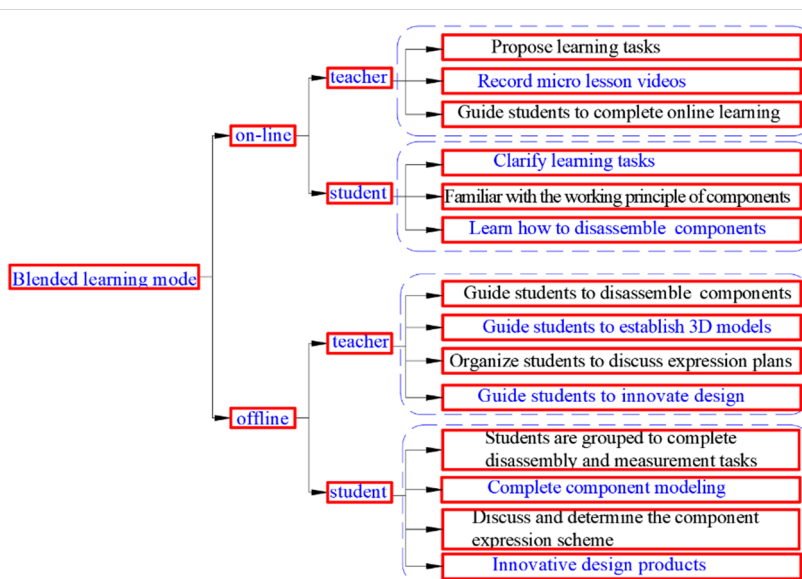 Propose learning tasks
teacher
Record micro lesson videos
Guide students to complete online learning
on-line
Clarify learning tasks
student
Familiar with the working principle of components
Learn how to disassemble components
Blended learning mode
Guide students to disassemble components
Guide students to establish 3D models
teacher
Organize students to discuss expression plans
Guide students to innovate design
offline
Students are grouped to complete
disassembly and measurement tasks
student
Complete component modeling
Discuss and determine the component
expression scheme
Innovative design products